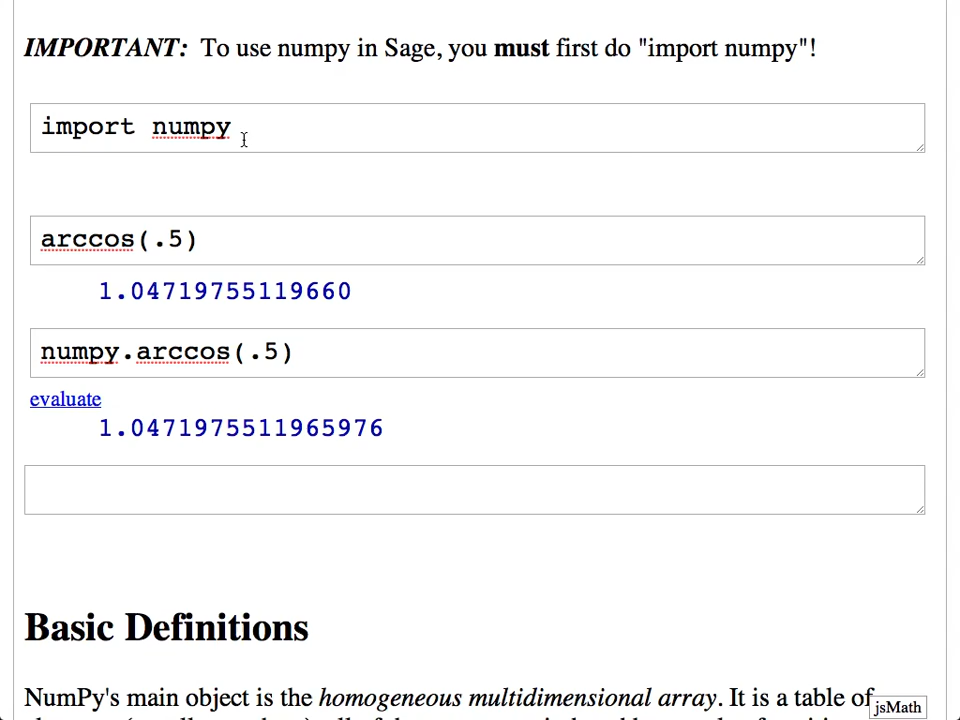 IMPORTANT: To use numpy in Sage, you must first do "import numpy"!
import numpy
arccos(.5)
1.04719755119660
numpy.arccos(.5)
evaluate
1.0471975511965976
Basic Definitions
NumPy's main object is the homogeneous multidimensional array. It is a table of
jsMath